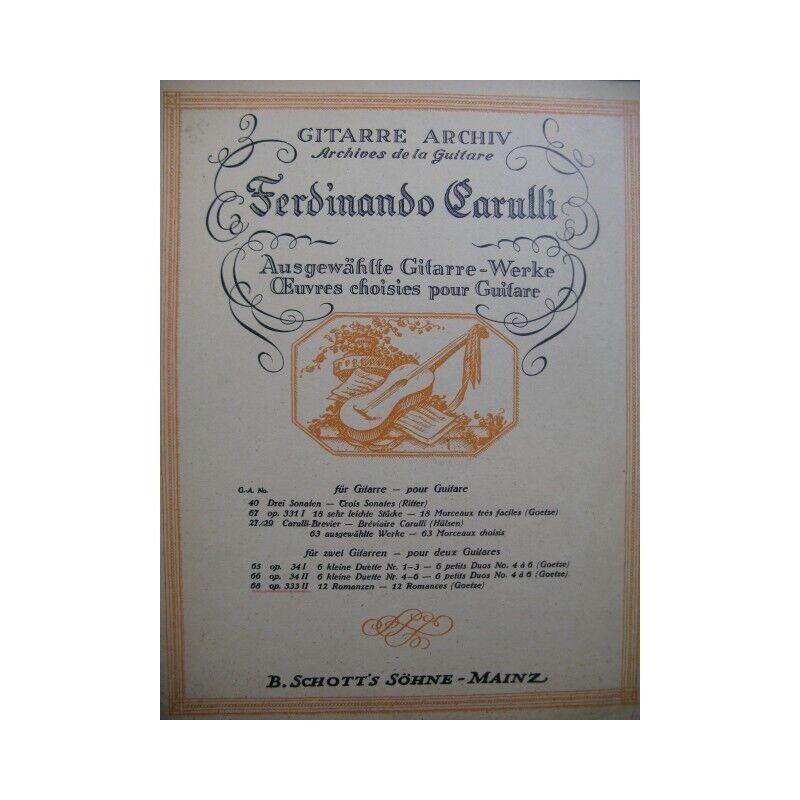 GITARRE ARCHIV
Archives de la Guitare
Ferdinando Carulli
Ausgewählte Gitarre-Werke
Œuvres choisies pour Guitare
G.-A. No. für Gitarre — pour Guitare
40 Drei Sonaten — Trois Sonates (Ritter)
67 op. 331 I 18 sehr leichte Stücke — 18 Morceaux très faciles (Goetze)
27/29 Carulli-Brevier — Bréviaire Carulli (Hülsen)
63 ausgewählte Werke — 63 Morceaux choisis
für zwei Gitarren — pour deux Guitares
65 op. 34 I 6 kleine Duette Nr. 1-3 — 6 petits Duos No. 4 à 6 (Goetze)
66 op. 34 II 6 kleine Duette Nr. 4-6 — 6 petits Duos No. 4 à 6 (Goetze)
68 op. 333 II 12 Romanzen — 12 Romances (Goetze)
B. SCHOTT'S SÖHNE - MAINZ